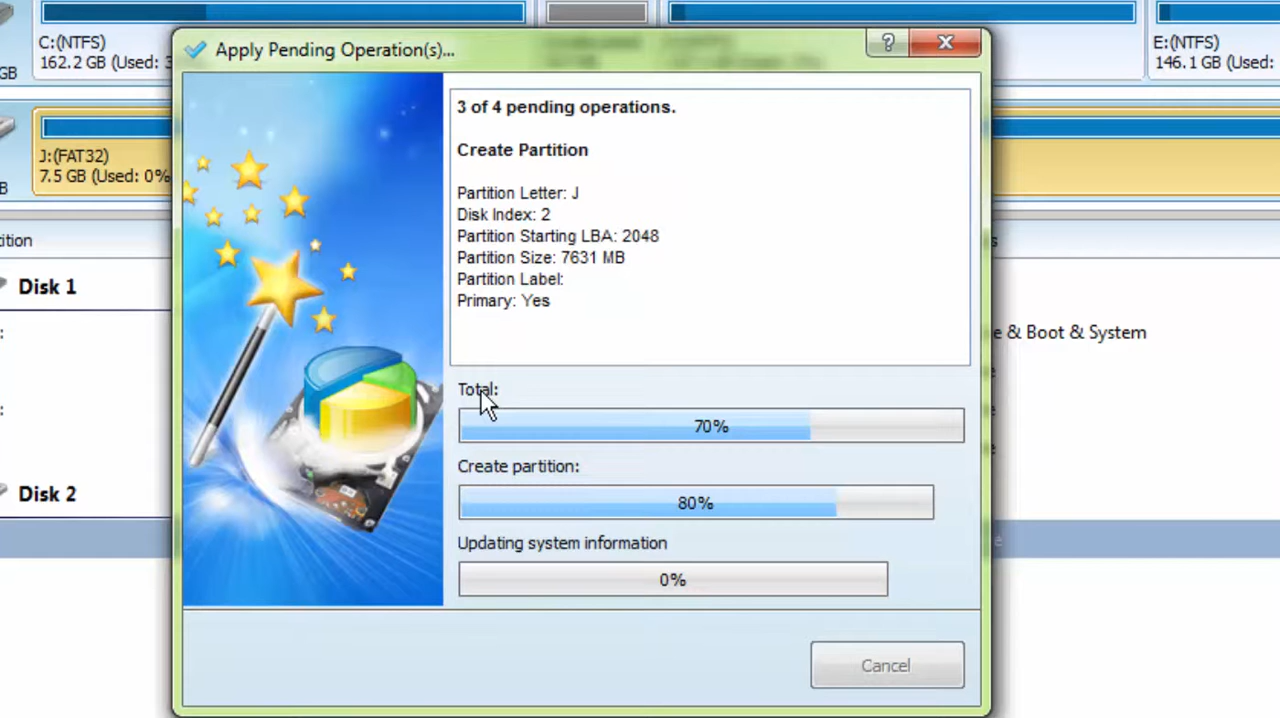 C:(NTFS)
162.2 GB (Used: 3
E:(NTFS)
146.1 GB (Used:
GB
Apply Pending Operation(s)...
?
J:(FAT32)
7.5 GB (Used: 0%
3 of 4 pending operations.
Create Partition
Partition Letter: J
Disk Index: 2
Partition Starting LBA: 2048
Partition Size: 7631 MB
Partition Label:
Primary: Yes
tition
Disk 1
e & Boot & System
Total:
70%
Create partition:
80%
Disk 2
Updating system information
0%
Cancel